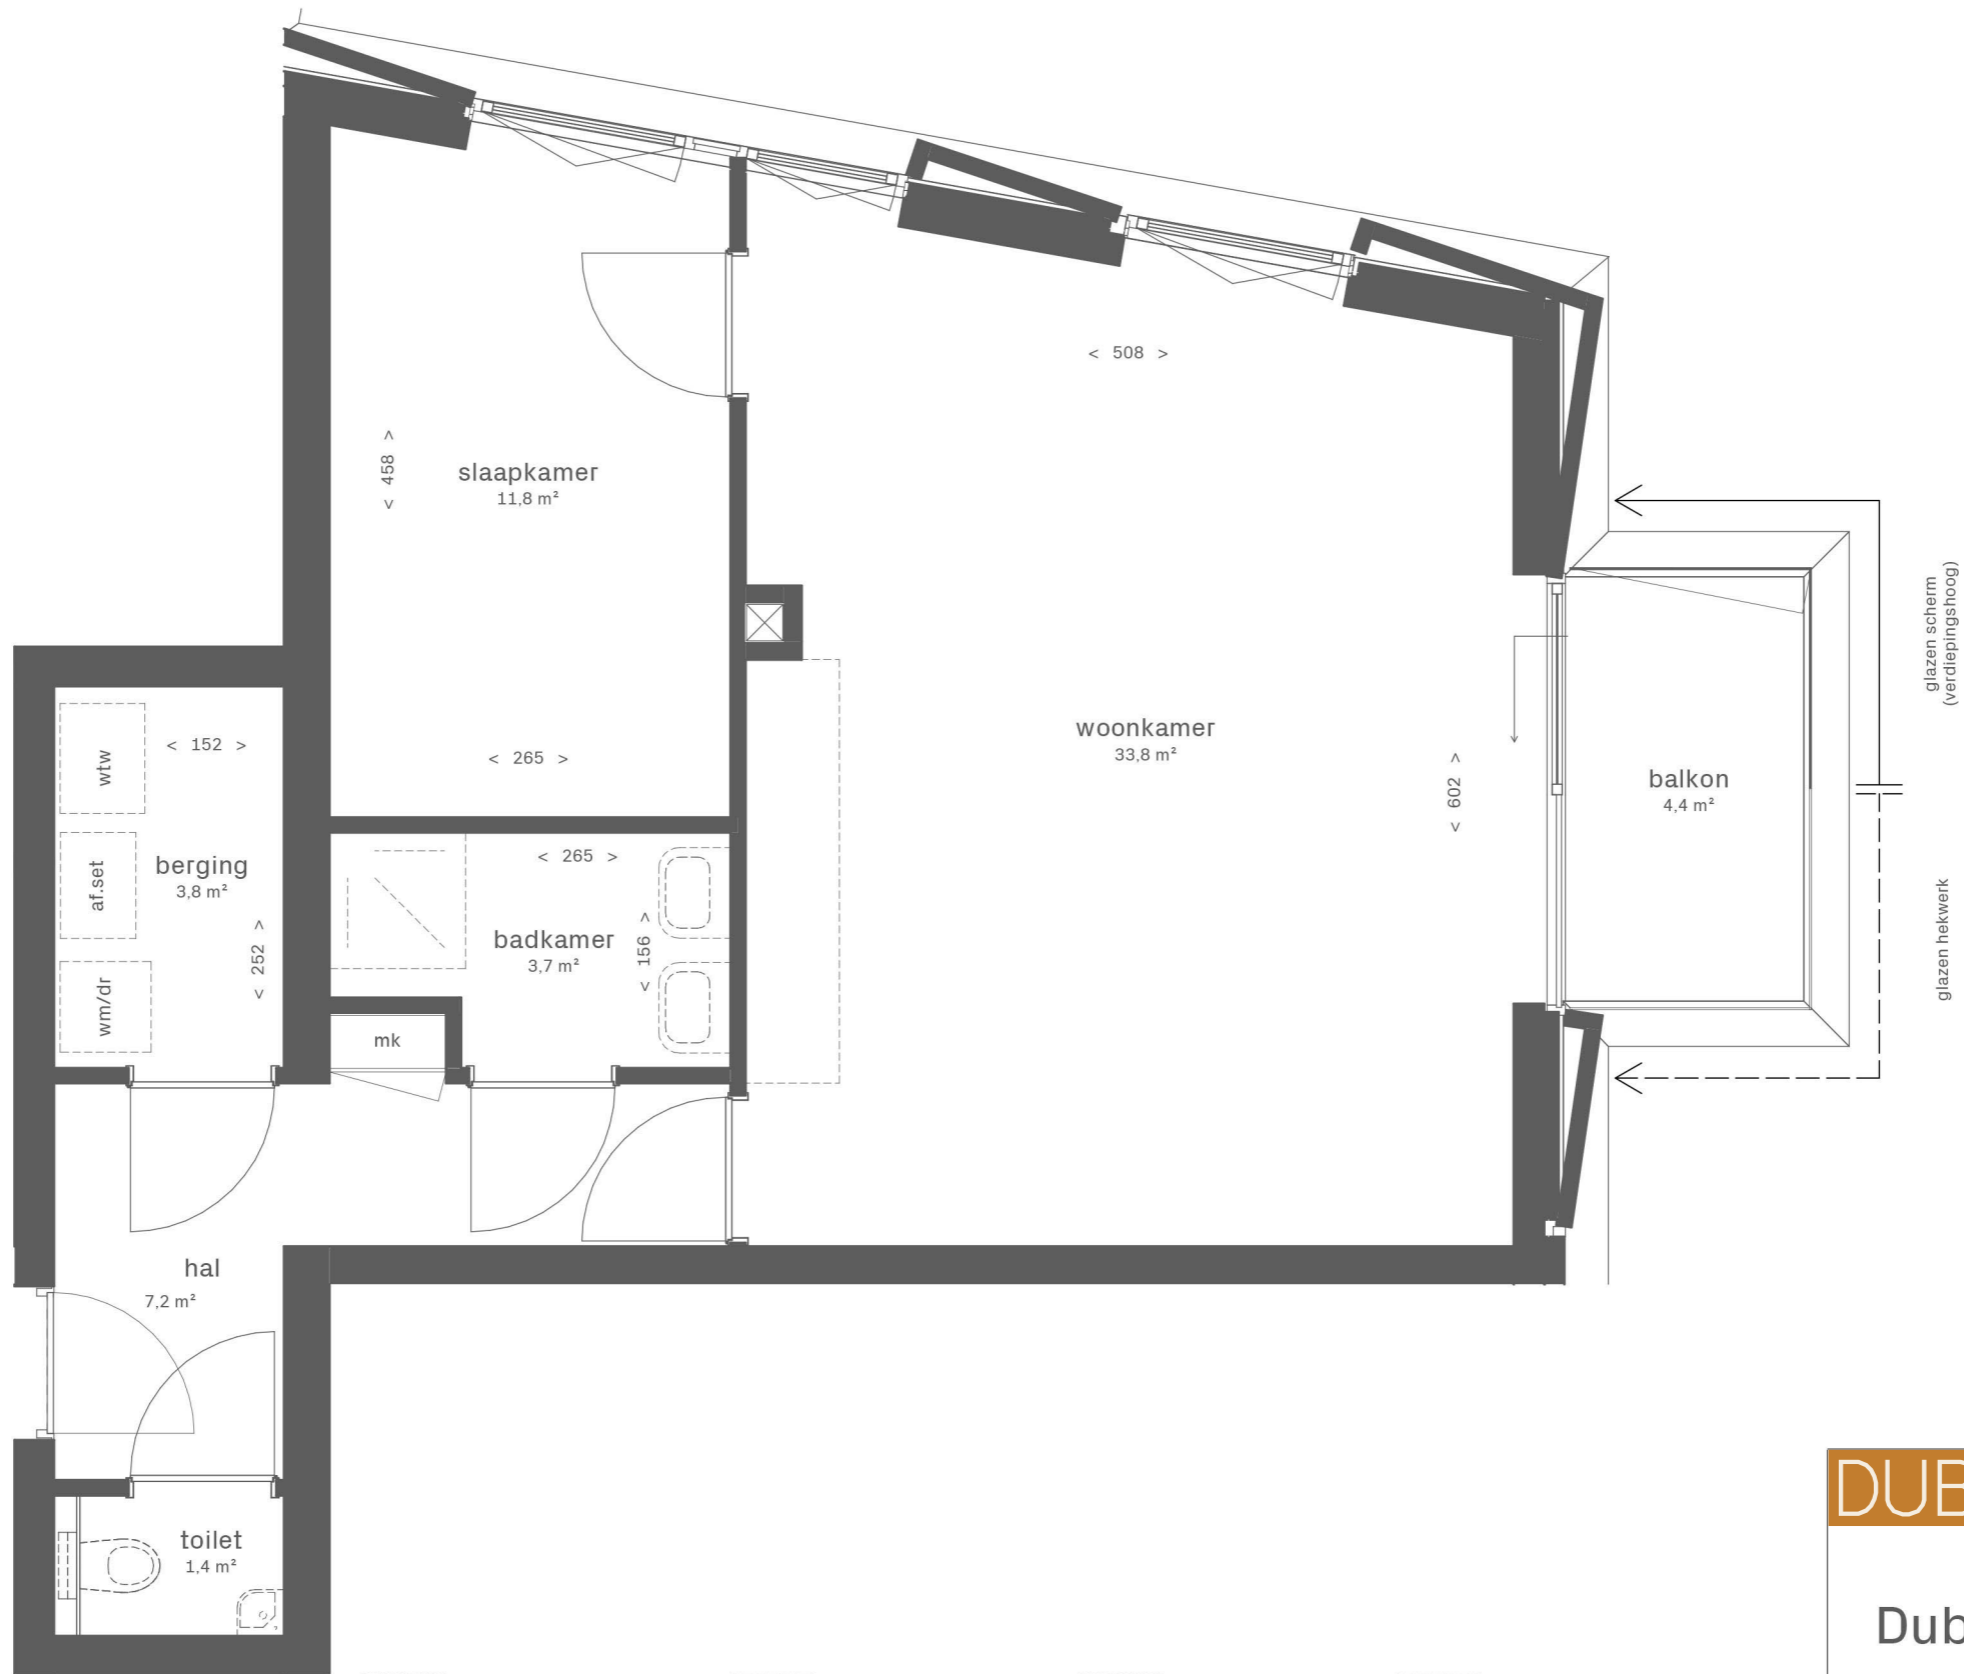 < 508 >
< 458 >
slaapkamer
11,8 m²
glazen scherm
(verdiepingshoog)
woonkamer
33,8 m²
< 152 >
wtw
< 265 >
< 602 >
balkon
4,4 m²
berging
3,8 m²
af.set
< 265 >
badkamer
3,7 m²
< 156 >
< 252 >
glazen hekwerk
wm/dr
mk
hal
7,2 m²
DUB
toilet
1,4 m²
Dub